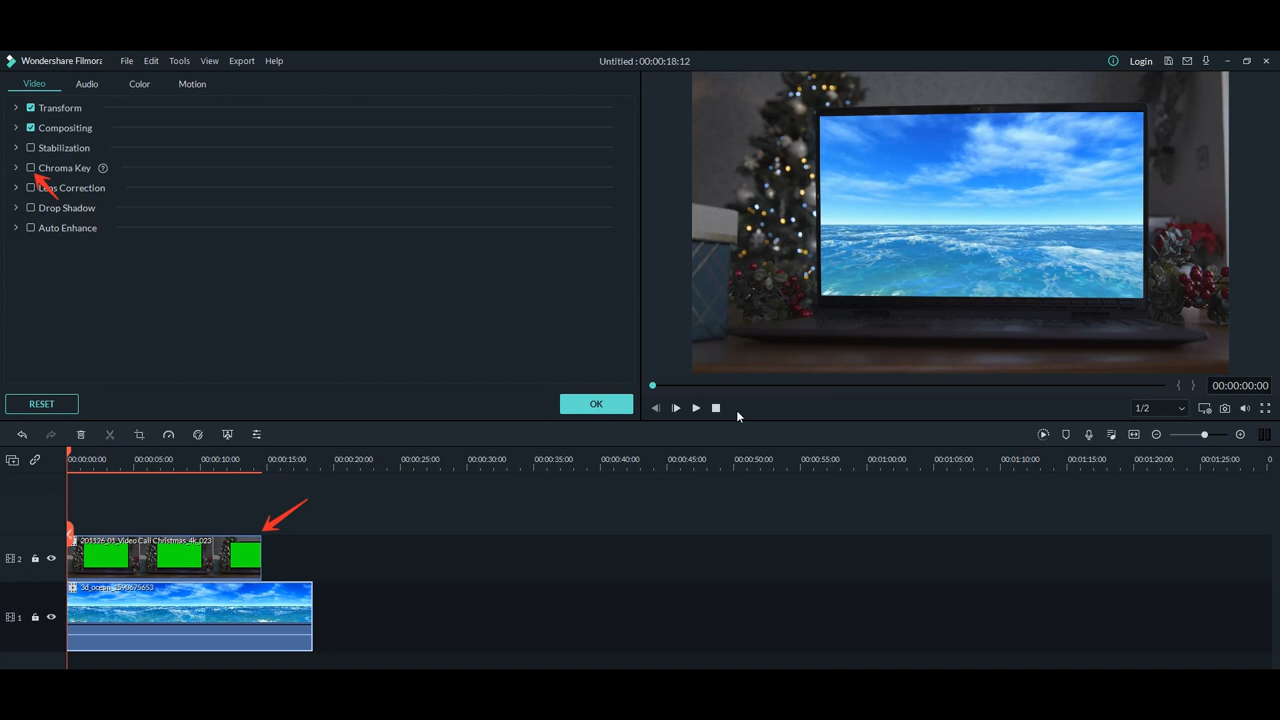 Wondershare Filmora File Edit Tools View Export Help Untitled : 00:00:18:12 Login
Video Audio Color Motion
Transform
Compositing
Stabilization
Chroma Key ?
Lens Correction
Drop Shadow
Auto Enhance
00:00:00:00
RESET OK
1/2
00:00:00:00 00:00:05:00 00:00:10:00 00:00:15:00 00:00:20:00 00:00:25:00 00:00:30:00 00:00:35:00 00:00:40:00 00:00:45:00 00:00:50:00 00:00:55:00 00:01:00:00 00:01:05:00 00:01:10:00 00:01:15:00 00:01:20:00 00:01:25:00 0
201126_01_Video Call Christmas_4k_023
2
3d_ocean_1590675653
1